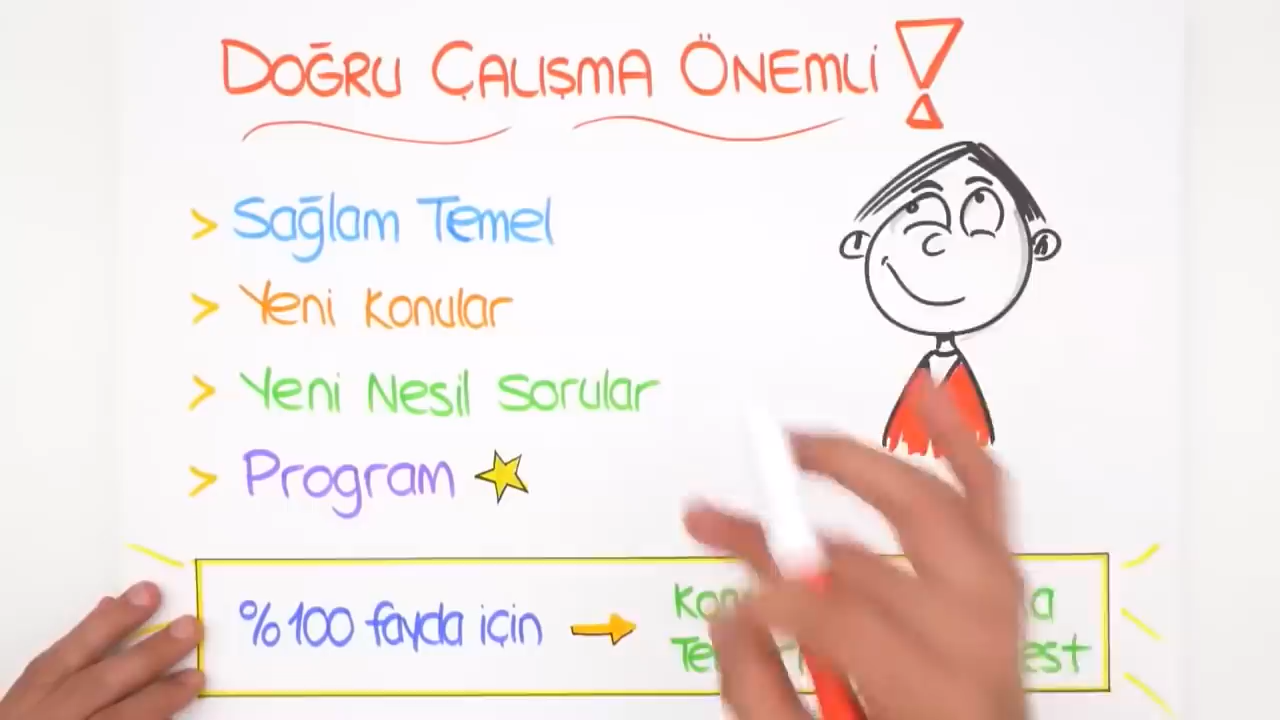 DOĞRU ÇALIŞMA ÖNEMLİ!
> Sağlam Temel
> Yeni Konular
> Yeni Nesil Sorular
> Program
%100 fayda için →